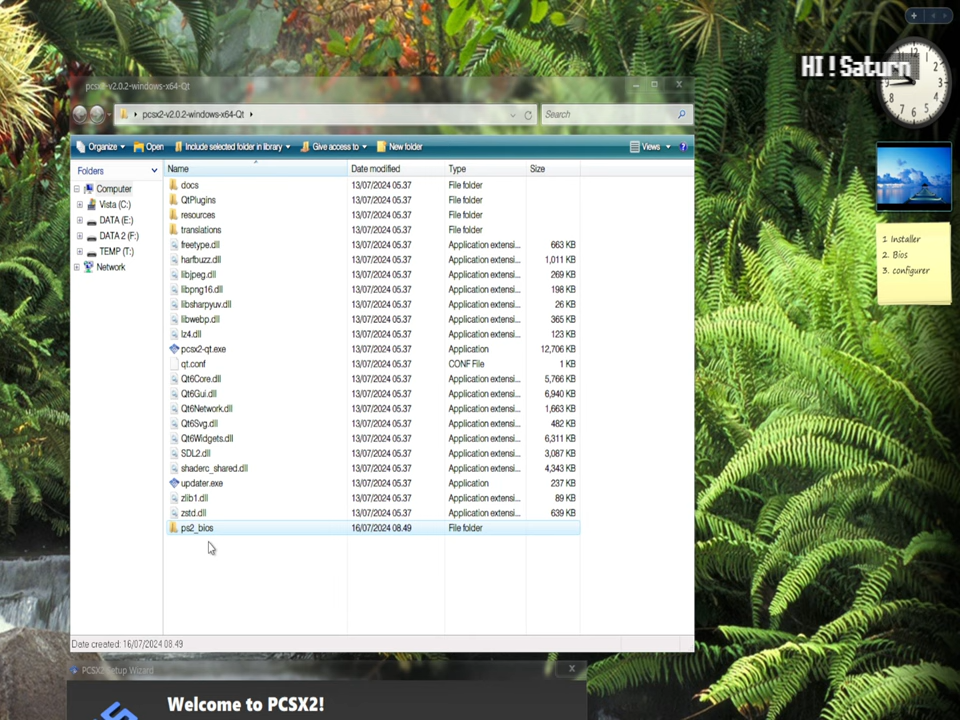 HI ! Saturn
pcsx2-v2.0.2-windows-x64-Qt
pcsx2-v2.0.2-windows-x64-Qt
Search
Organize Open Include selected folder in library Give access to New folder Views
Folders
Computer
Vista (C:)
DATA (E:)
DATA 2 (F:)
TEMP (T:)
Network
Name Date modified Type Size
docs 13/07/2024 05.37 File folder
QtPlugins 13/07/2024 05.37 File folder
resources 13/07/2024 05.37 File folder
translations 13/07/2024 05.37 File folder
freetype.dll 13/07/2024 05.37 Application extensi... 663 KB
harfbuzz.dll 13/07/2024 05.37 Application extensi... 1,011 KB
libjpeg.dll 13/07/2024 05.37 Application extensi... 269 KB
libpng16.dll 13/07/2024 05.37 Application extensi... 198 KB
libsharpyuv.dll 13/07/2024 05.37 Application extensi... 26 KB
libwebp.dll 13/07/2024 05.37 Application extensi... 365 KB
lz4.dll 13/07/2024 05.37 Application extensi... 123 KB
pcsx2-qt.exe 13/07/2024 05.37 Application 12,706 KB
qt.conf 13/07/2024 05.37 CONF File 1 KB
Qt6Core.dll 13/07/2024 05.37 Application extensi... 5,766 KB
Qt6Gui.dll 13/07/2024 05.37 Application extensi... 6,940 KB
Qt6Network.dll 13/07/2024 05.37 Application extensi... 1,663 KB
Qt6Svg.dll 13/07/2024 05.37 Application extensi... 482 KB
Qt6Widgets.dll 13/07/2024 05.37 Application extensi... 6,311 KB
SDL2.dll 13/07/2024 05.37 Application extensi... 3,087 KB
shaderc_shared.dll 13/07/2024 05.37 Application extensi... 4,343 KB
updater.exe 13/07/2024 05.37 Application 237 KB
zlib1.dll 13/07/2024 05.37 Application extensi... 89 KB
zstd.dll 13/07/2024 05.37 Application extensi... 639 KB
ps2_bios 16/07/2024 08.49 File folder
Date created: 16/07/2024 08.49
1 Installer
2. Bios
3. configurer
PCSX2 Setup Wizard
Welcome to PCSX2!